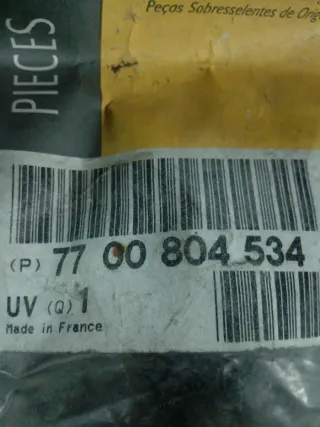 Peças Sobresselentes de Orig
PIECES
(P) 77 00 804 534
UV (Q) 1
Made in France